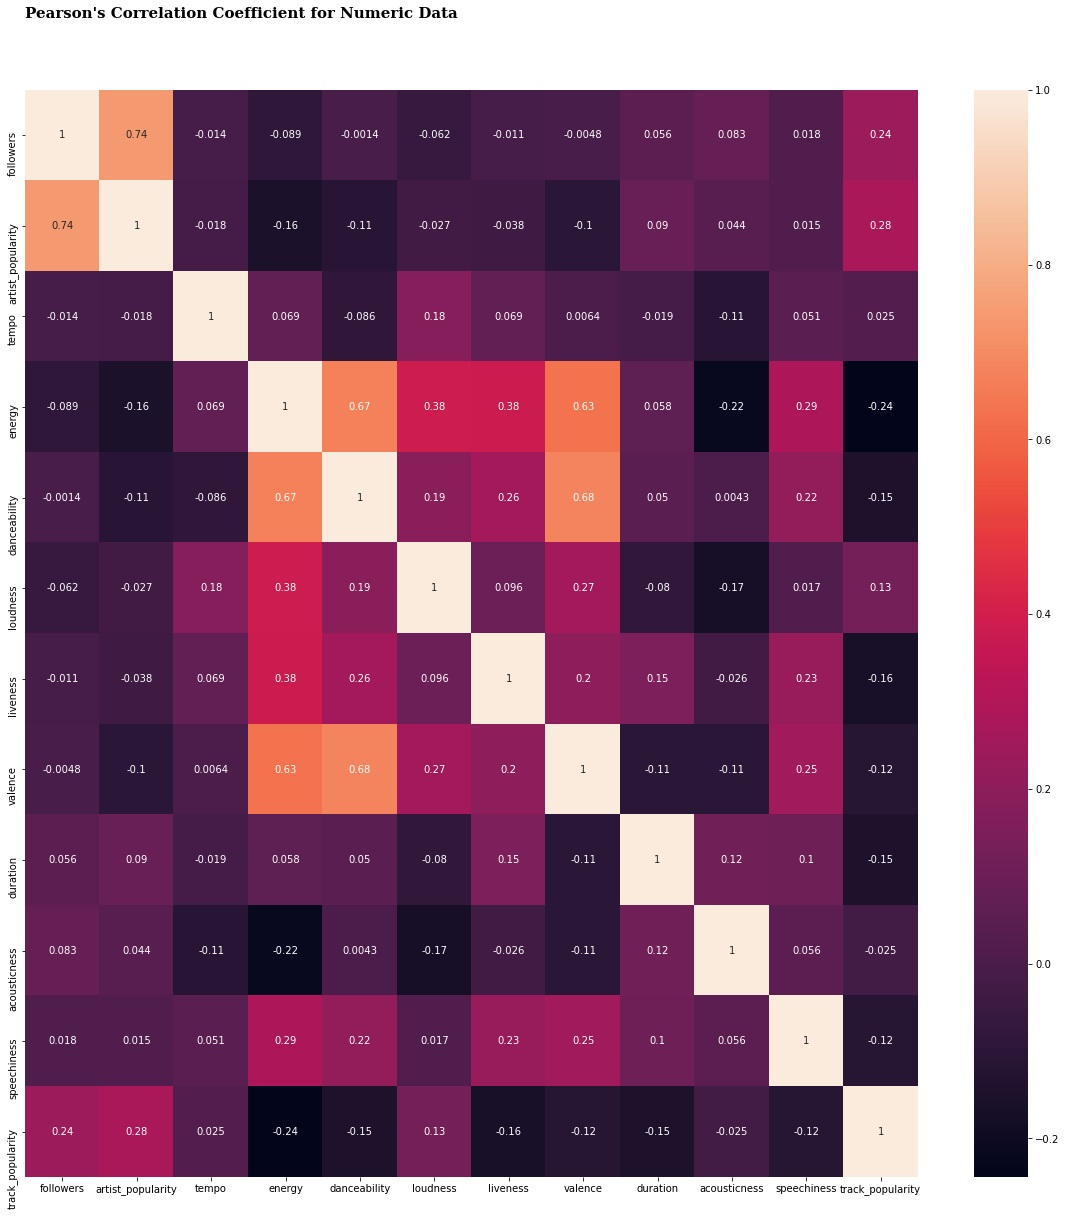 Pearson's Correlation Coefficient for Numeric Data
followers 1 0.74 -0.014 -0.089 -0.0014 -0.062 -0.011 -0.0048 0.056 0.083 0.018 0.24
artist_popularity 0.74 1 -0.018 -0.16 -0.11 -0.027 -0.038 -0.1 0.09 0.044 0.015 0.28
tempo -0.014 -0.018 1 0.069 -0.086 0.18 0.069 0.0064 -0.019 -0.11 0.051 0.025
energy -0.089 -0.16 0.069 1 0.67 0.38 0.38 0.63 0.058 -0.22 0.29 -0.24
danceability -0.0014 -0.11 -0.086 0.67 1 0.19 0.26 0.68 0.05 0.0043 0.22 -0.15
loudness -0.062 -0.027 0.18 0.38 0.19 1 0.096 0.27 -0.08 -0.17 0.017 0.13
liveness -0.011 -0.038 0.069 0.38 0.26 0.096 1 0.2 0.15 -0.026 0.23 -0.16
valence -0.0048 -0.1 0.0064 0.63 0.68 0.27 0.2 1 -0.11 -0.11 0.25 -0.12
duration 0.056 0.09 -0.019 0.058 0.05 -0.08 0.15 -0.11 1 0.12 0.1 -0.15
acousticness 0.083 0.044 -0.11 -0.22 0.0043 -0.17 -0.026 -0.11 0.12 1 0.056 -0.025
speechiness 0.018 0.015 0.051 0.29 0.22 0.017 0.23 0.25 0.1 0.056 1 -0.12
track_popularity 0.24 0.28 0.025 -0.24 -0.15 0.13 -0.16 -0.12 -0.15 -0.025 -0.12 1
followers artist_popularity tempo energy danceability loudness liveness valence duration acousticness speechiness track_popularity
1.0
0.8
0.6
0.4
0.2
0.0
−0.2